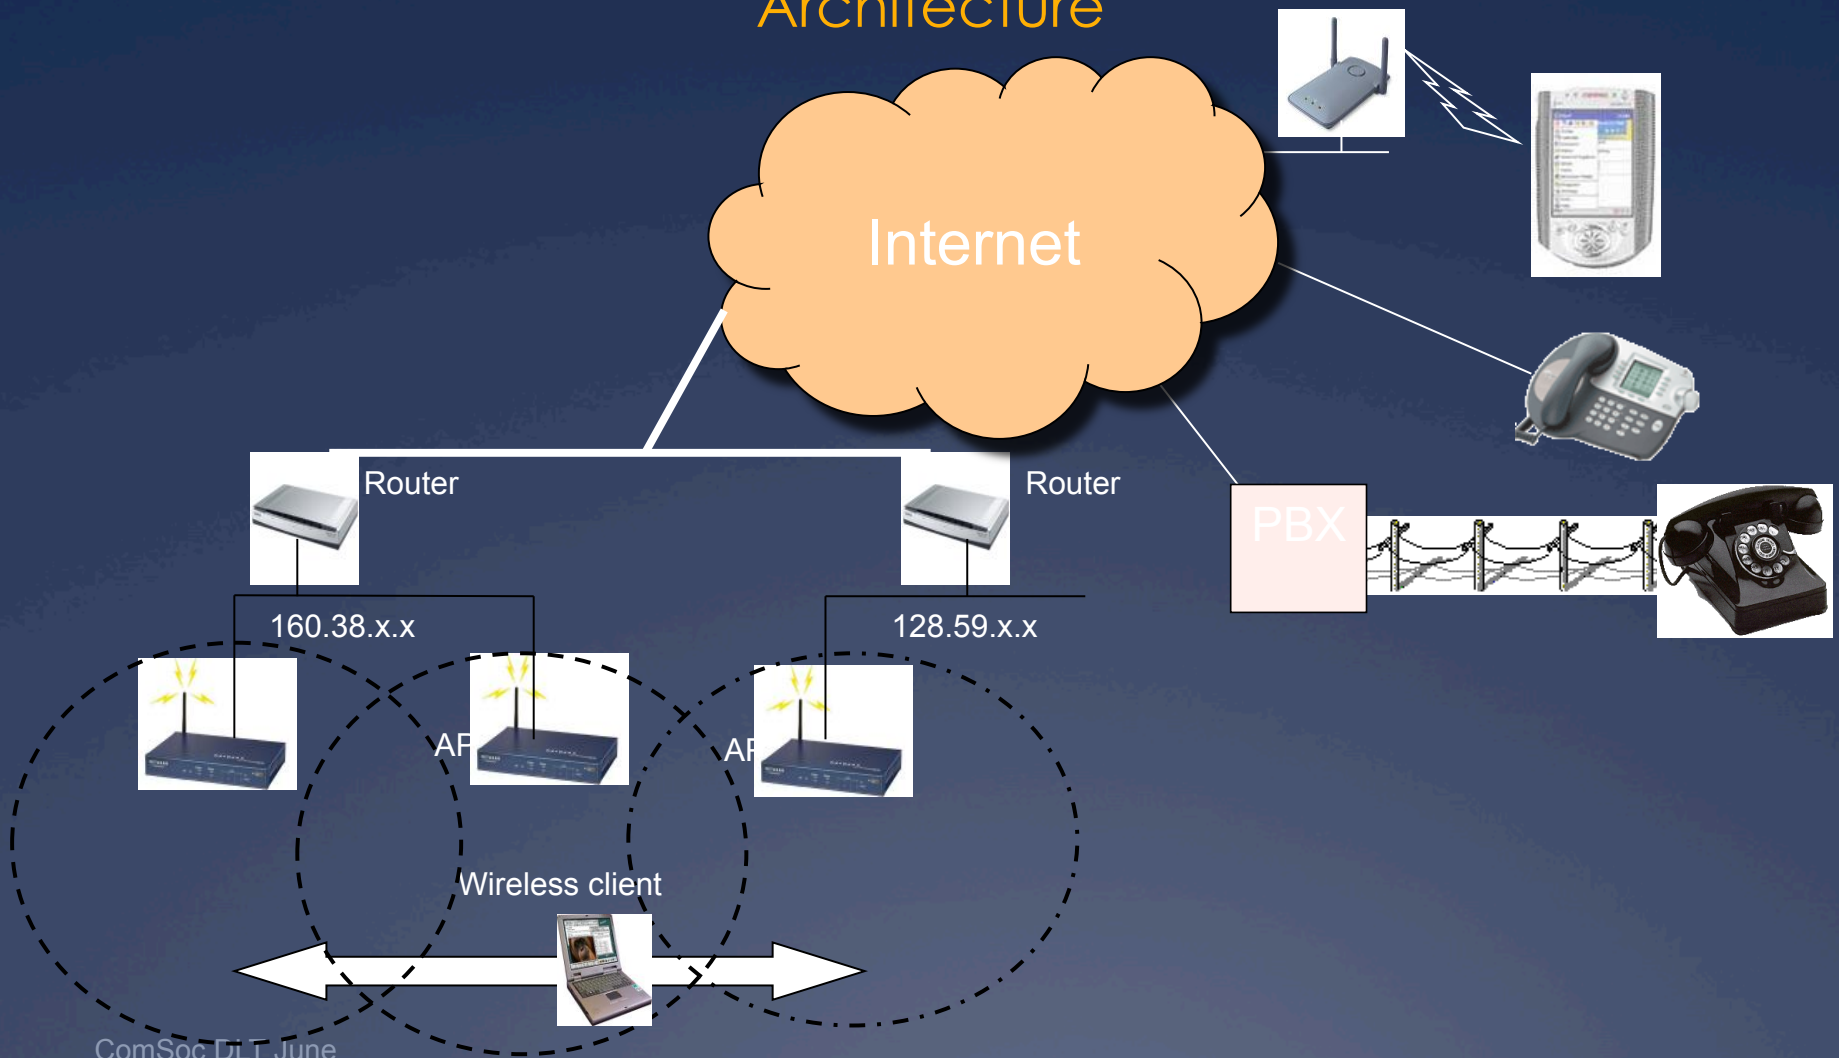 Architecture
Internet
Router
Router
PBX
160.38.x.x
128.59.x.x
AP
AP
Wireless client
ComSoc DLT June